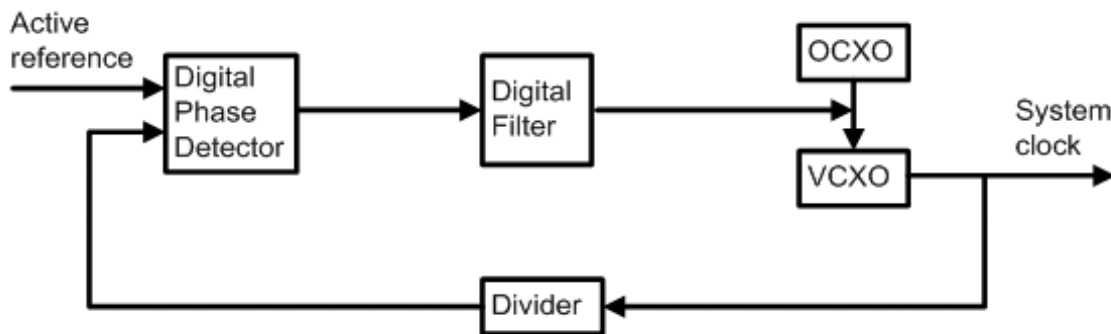 Active
reference
Digital
Phase
Detector
Digital
Filter
OCXO
VCXO
System
clock
Divider